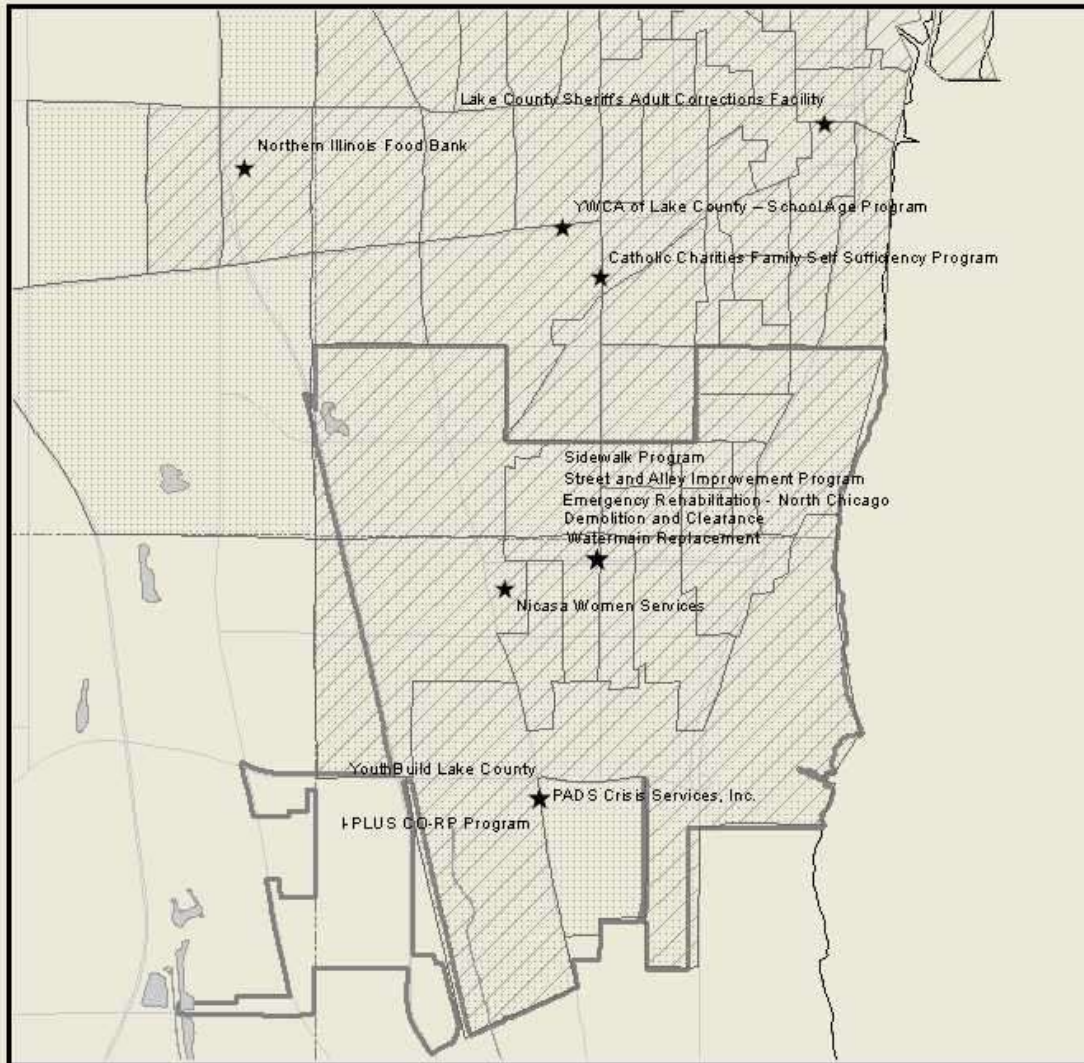 Lake County Sheriff's Adult Corrections Facility
Northern Illinois Food Bank
YWCA of Lake County – School Age Program
Catholic Charities Family Self Sufficiency Program
Sidewalk Program
Street and Alley Improvement Program
Emergency Rehabilitation - North Chicago
Demolition and Clearance
Watermain Replacement
Nicasa Women Services
YouthBuild Lake County
PADS Crisis Services, Inc.
I-PLUS CO-RP Program